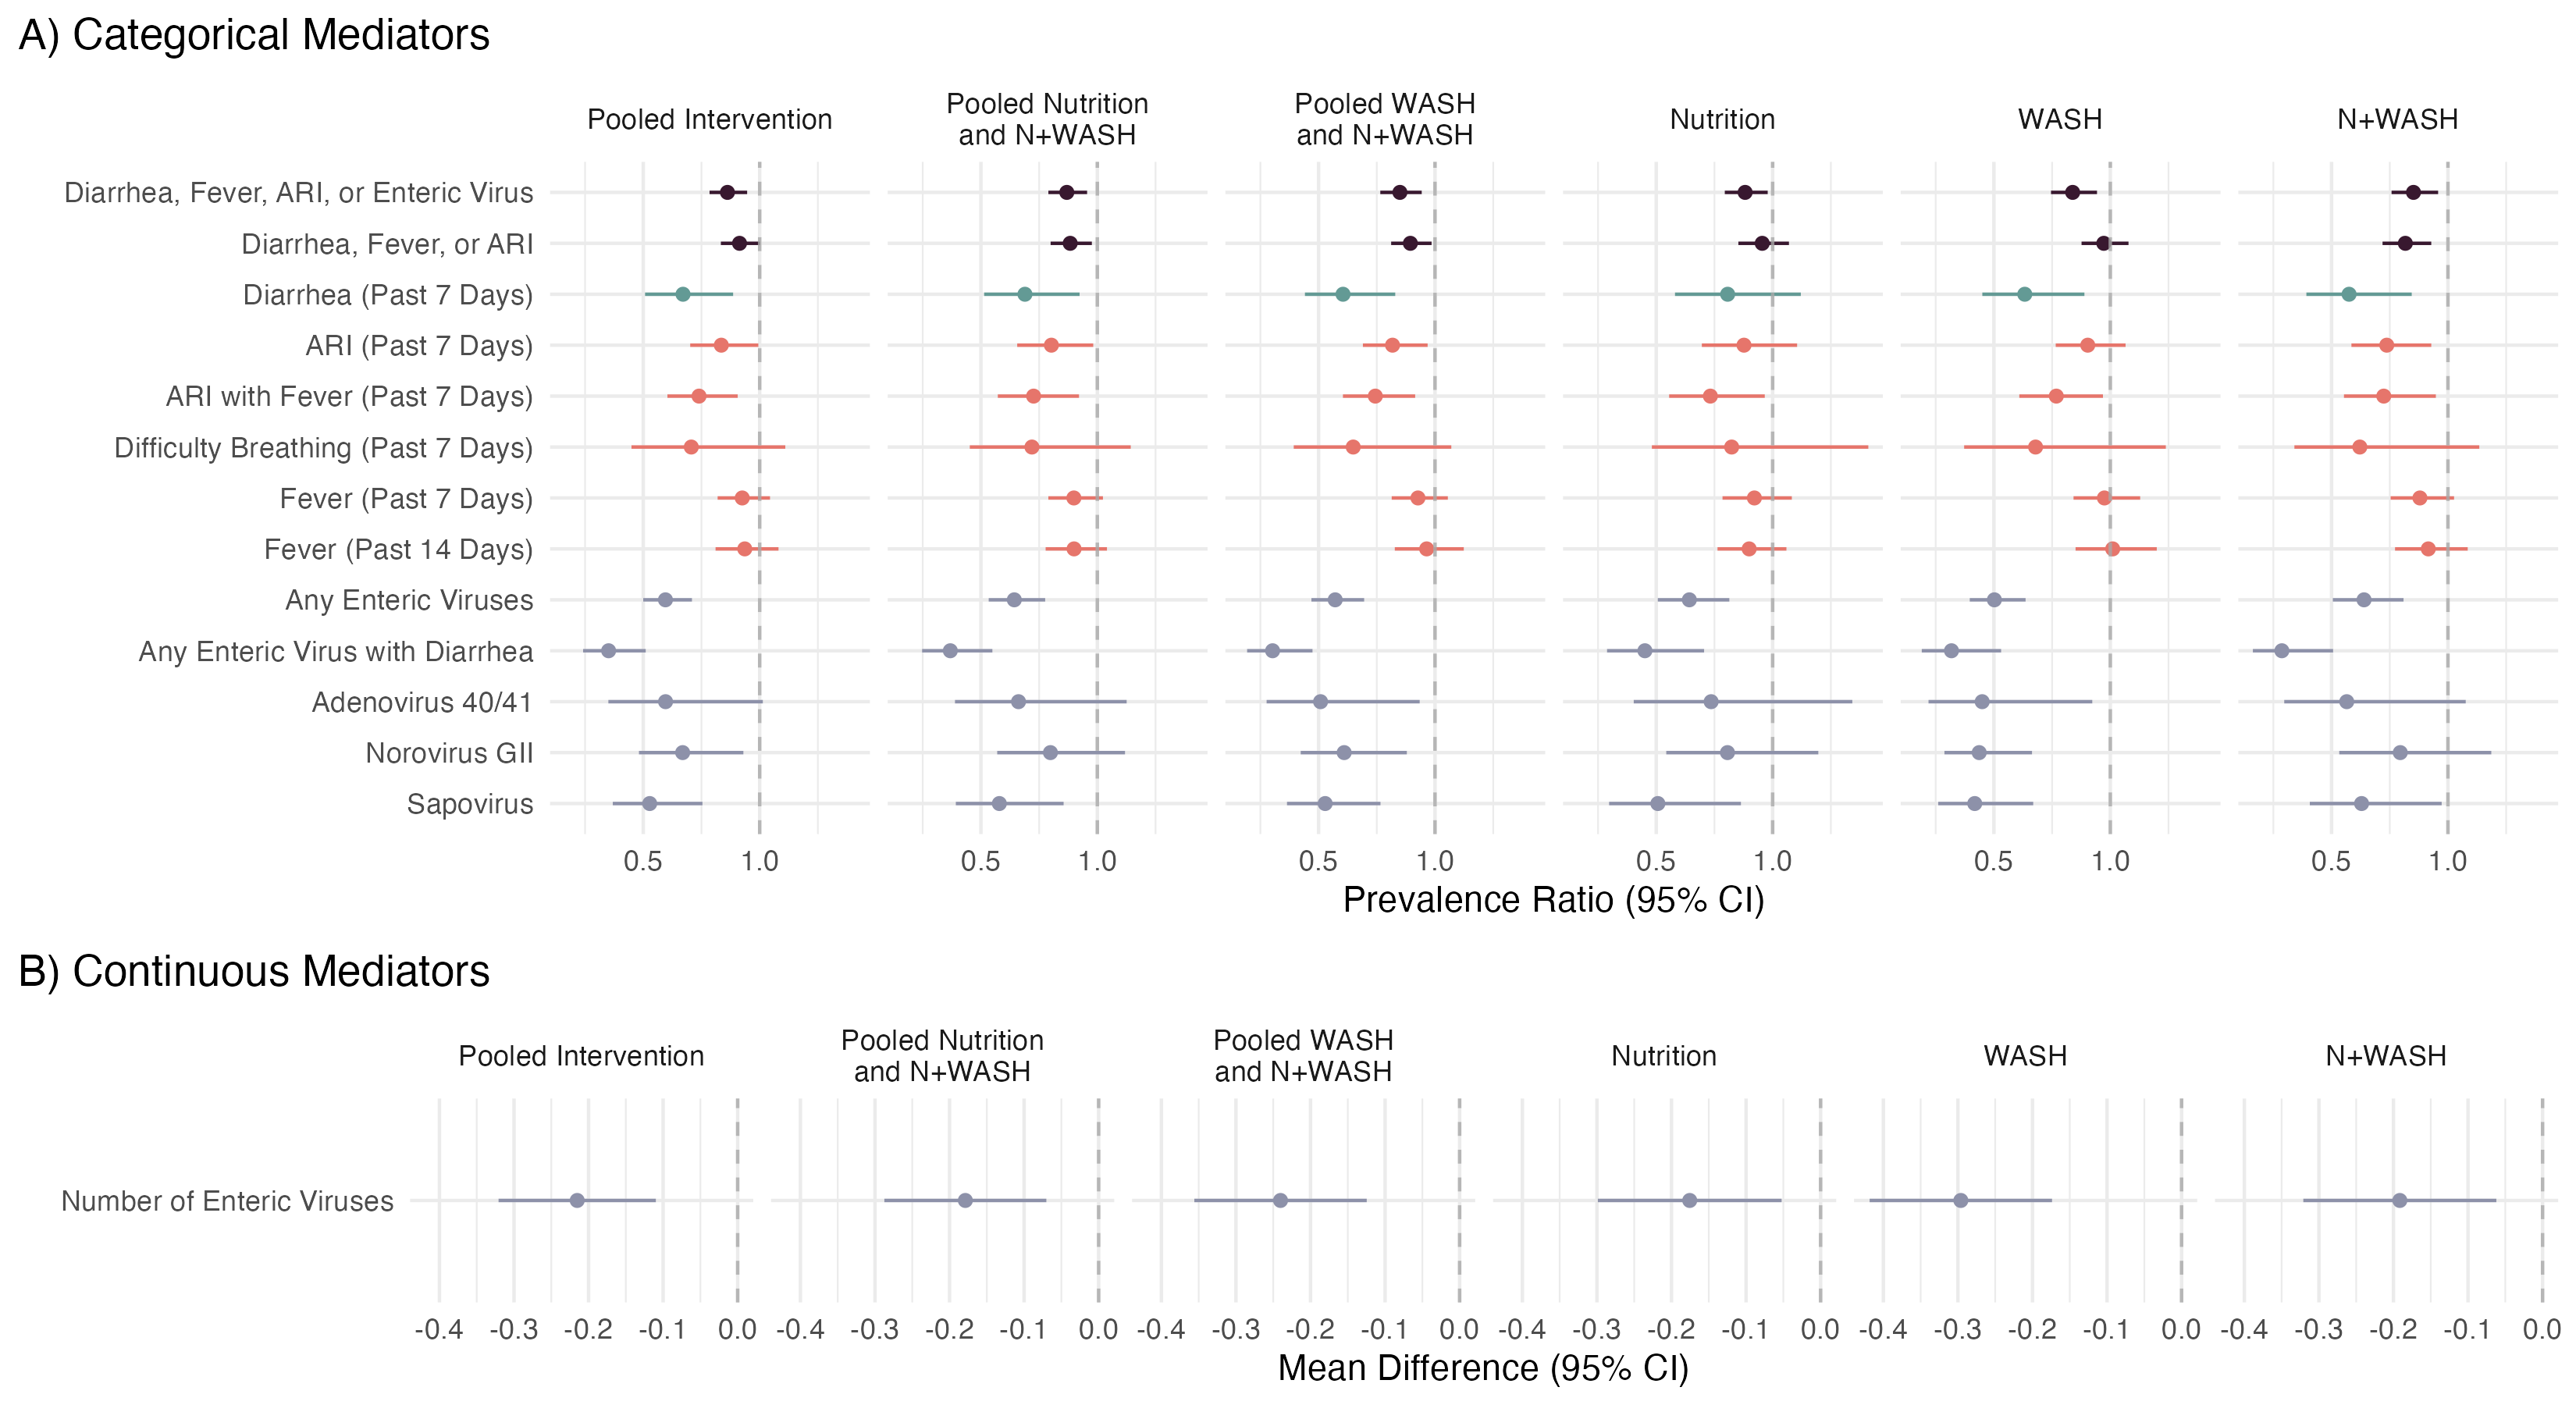 A) Categorical Mediators
Pooled Intervention
Pooled Nutrition
and N+WASH
Pooled WASH
and N+WASH
Nutrition
WASH
N+WASH
Diarrhea, Fever, ARI, or Enteric Virus
Diarrhea, Fever, or ARI
Diarrhea (Past 7 Days)
ARI (Past 7 Days)
ARI with Fever (Past 7 Days)
Difficulty Breathing (Past 7 Days)
Fever (Past 7 Days)
Fever (Past 14 Days)
Any Enteric Viruses
Any Enteric Virus with Diarrhea
Adenovirus 40/41
Norovirus GII
Sapovirus
0.5 1.0 0.5 1.0 0.5 1.0 0.5 1.0 0.5 1.0 0.5 1.0
Prevalence Ratio (95% CI)
B) Continuous Mediators
Pooled Intervention
Pooled Nutrition
and N+WASH
Pooled WASH
and N+WASH
Nutrition
WASH
N+WASH
Number of Enteric Viruses
-0.4 -0.3 -0.2 -0.1 0.0 -0.4 -0.3 -0.2 -0.1 0.0 -0.4 -0.3 -0.2 -0.1 0.0 -0.4 -0.3 -0.2 -0.1 0.0 -0.4 -0.3 -0.2 -0.1 0.0 -0.4 -0.3 -0.2 -0.1 0.0
Mean Difference (95% CI)